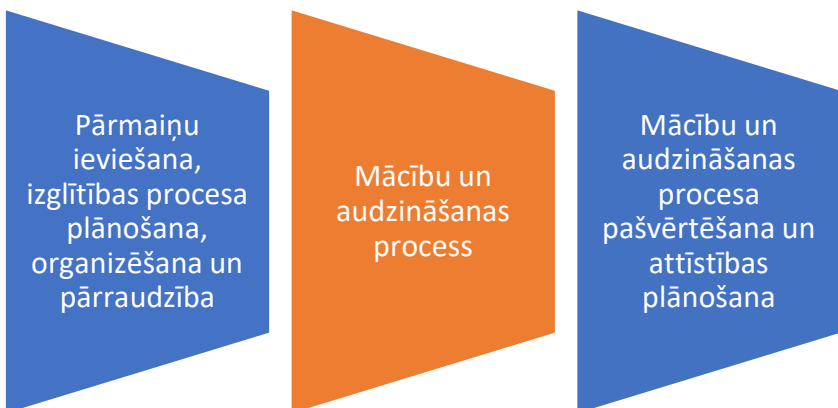 Pārmaiņu
ieviešana,
izglītības procesa
plānošana,
organizēšana un
pārraudzība
Mācību un
audzināšanas
process
Mācību un
audzināšanas
procesa
pašvērtēšana un
attīstības
plānošana